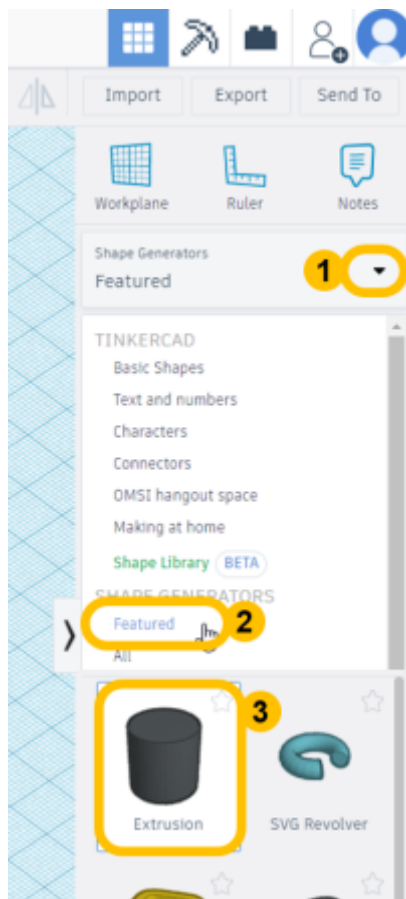 Import Export Send To
Workplane Ruler Notes
Shape Generators
Featured
1
TINKERCAD
Basic Shapes
Text and numbers
Characters
Connectors
OMSI hangout space
Making at home
Shape Library BETA
SHAPE GENERATORS
Featured 2
All
3
Extrusion SVG Revolver